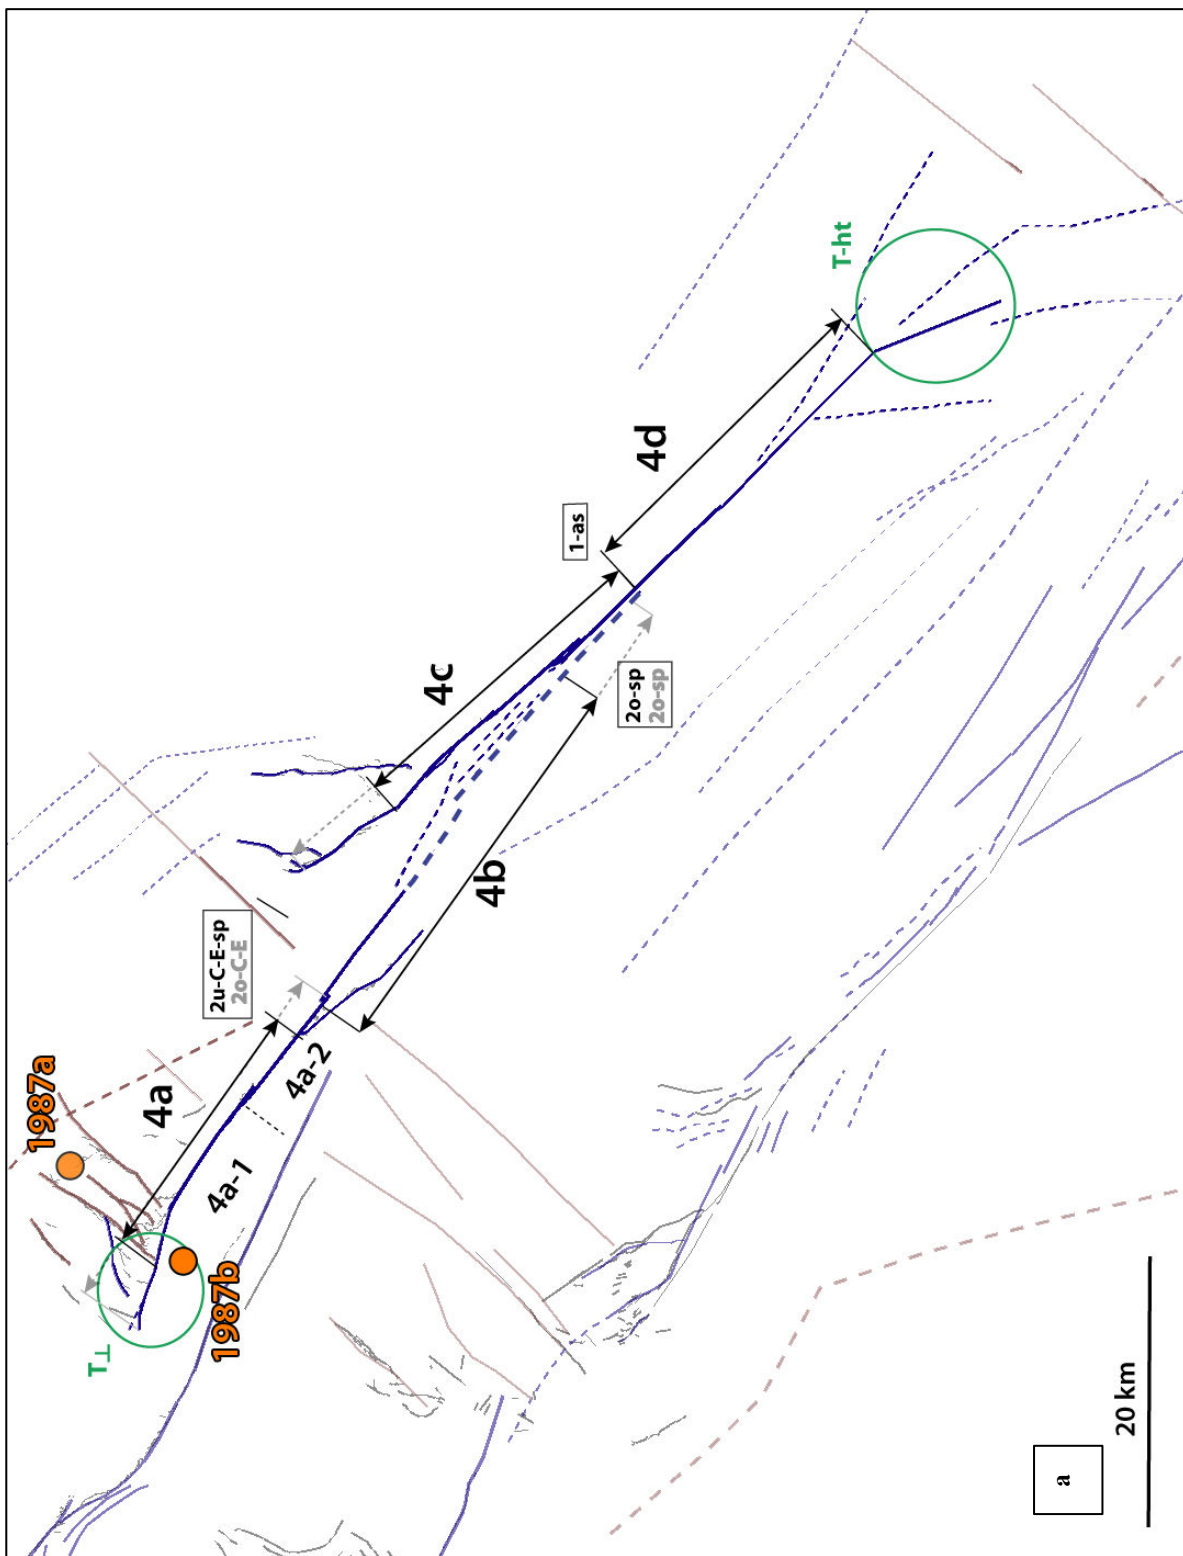 1987a
1987b
T⊥
4a
4a-1
4a-2
2u-C-E-sp
2o-C-E
4b
4c
2o-sp
2o-sp
1-as
4d
T-ht
a
20 km